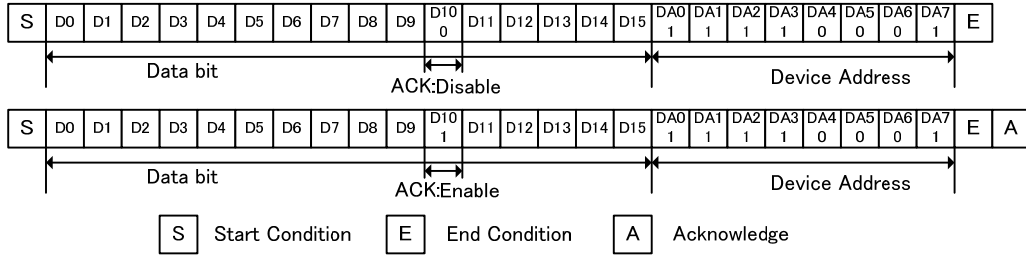 S D0 D1 D2 D3 D4 D5 D6 D7 D8 D9 D10 0 D11 D12 D13 D14 D15 DA0 1 DA1 1 DA2 1 DA3 1 DA4 0 DA5 0 DA6 0 DA7 1 E
Data bit
ACK:Disable
Device Address
S D0 D1 D2 D3 D4 D5 D6 D7 D8 D9 D10 1 D11 D12 D13 D14 D15 DA0 1 DA1 1 DA2 1 DA3 1 DA4 0 DA5 0 DA6 0 DA7 1 E A
Data bit
ACK:Enable
Device Address
S Start Condition E End Condition A Acknowledge